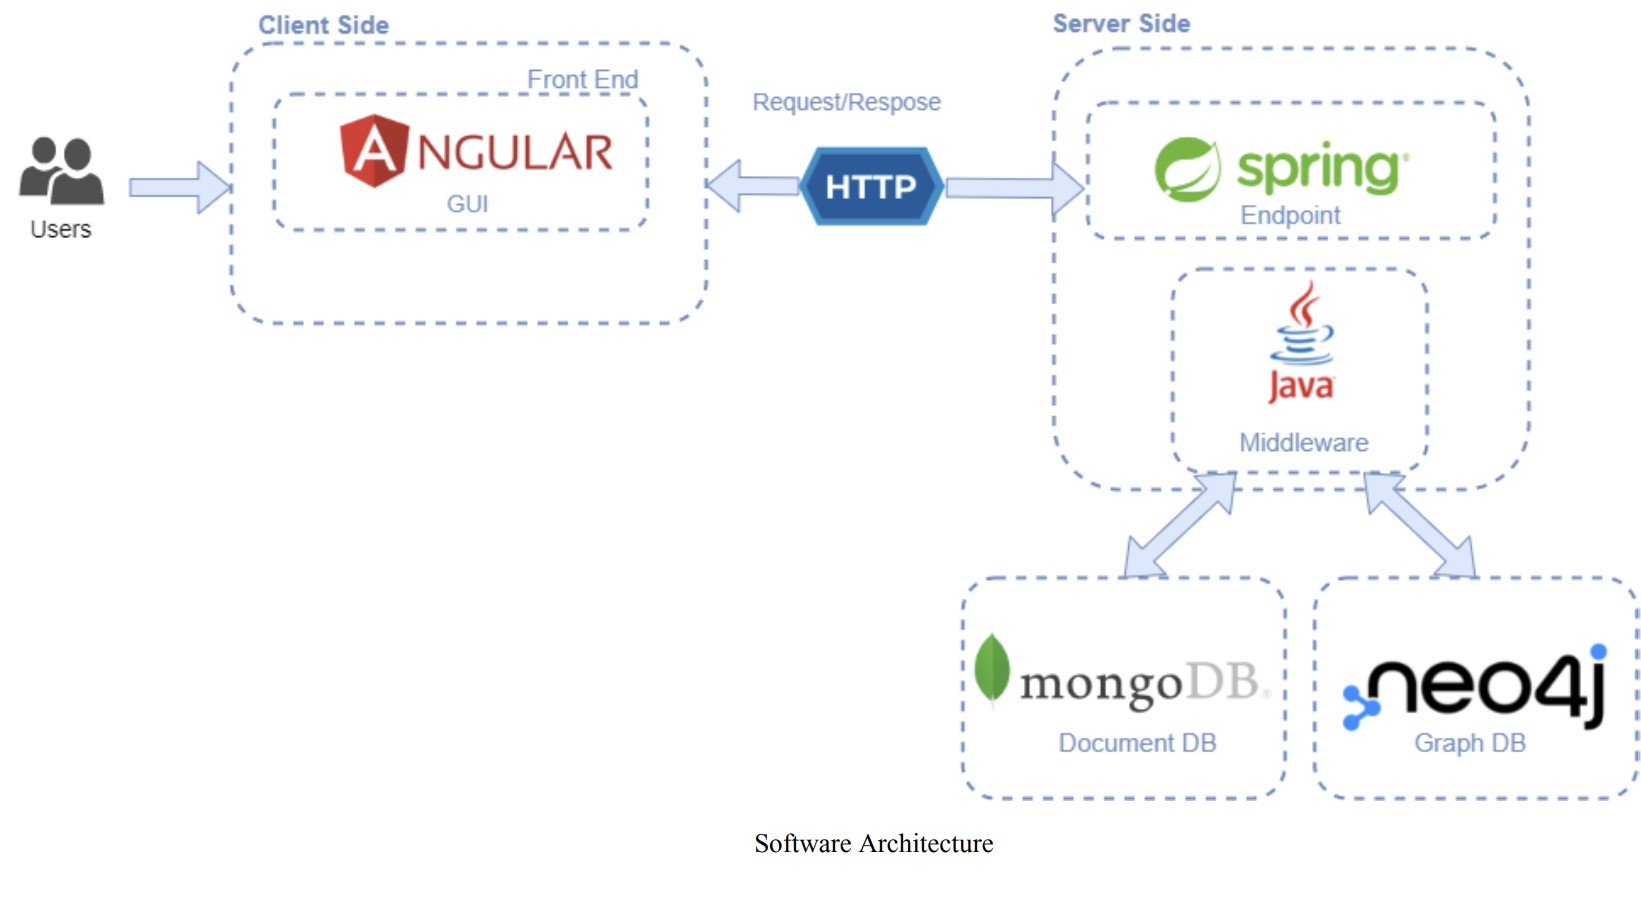 Client Side
Server Side
Front End
ANGULAR
GUI
Users
Request/Respose
HTTP
spring
Endpoint
Java
Middleware
mongoDB®
Document DB
neo4j
Graph DB
Software Architecture